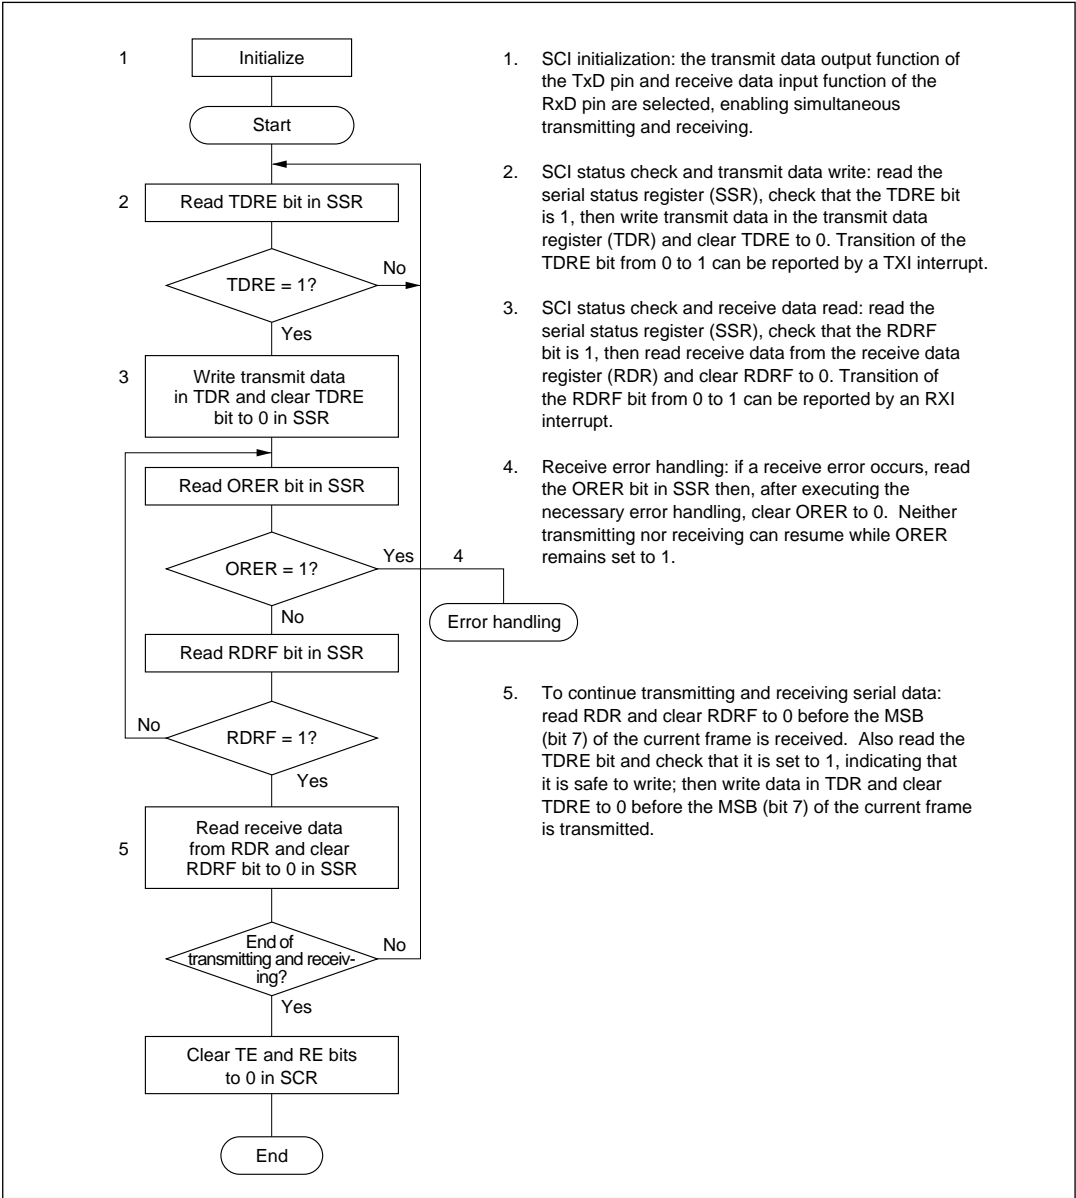 1
Initialize
Start
2
Read TDRE bit in SSR
TDRE = 1?
No
Yes
3
Write transmit data
in TDR and clear TDRE
bit to 0 in SSR
Read ORER bit in SSR
ORER = 1?
Yes
4
Error handling
No
Read RDRF bit in SSR
No
RDRF = 1?
Yes
5
Read receive data
from RDR and clear
RDRF bit to 0 in SSR
End of
transmitting and receiv-
ing?
No
Yes
Clear TE and RE bits
to 0 in SCR
End
1. SCI initialization: the transmit data output function of
the TxD pin and receive data input function of the
RxD pin are selected, enabling simultaneous
transmitting and receiving.
2. SCI status check and transmit data write: read the
serial status register (SSR), check that the TDRE bit
is 1, then write transmit data in the transmit data
register (TDR) and clear TDRE to 0. Transition of the
TDRE bit from 0 to 1 can be reported by a TXI interrupt.
3. SCI status check and receive data read: read the
serial status register (SSR), check that the RDRF
bit is 1, then read receive data from the receive data
register (RDR) and clear RDRF to 0. Transition of
the RDRF bit from 0 to 1 can be reported by an RXI
interrupt.
4. Receive error handling: if a receive error occurs, read
the ORER bit in SSR then, after executing the
necessary error handling, clear ORER to 0. Neither
transmitting nor receiving can resume while ORER
remains set to 1.
5. To continue transmitting and receiving serial data:
read RDR and clear RDRF to 0 before the MSB
(bit 7) of the current frame is received. Also read the
TDRE bit and check that it is set to 1, indicating that
it is safe to write; then write data in TDR and clear
TDRE to 0 before the MSB (bit 7) of the current frame
is transmitted.